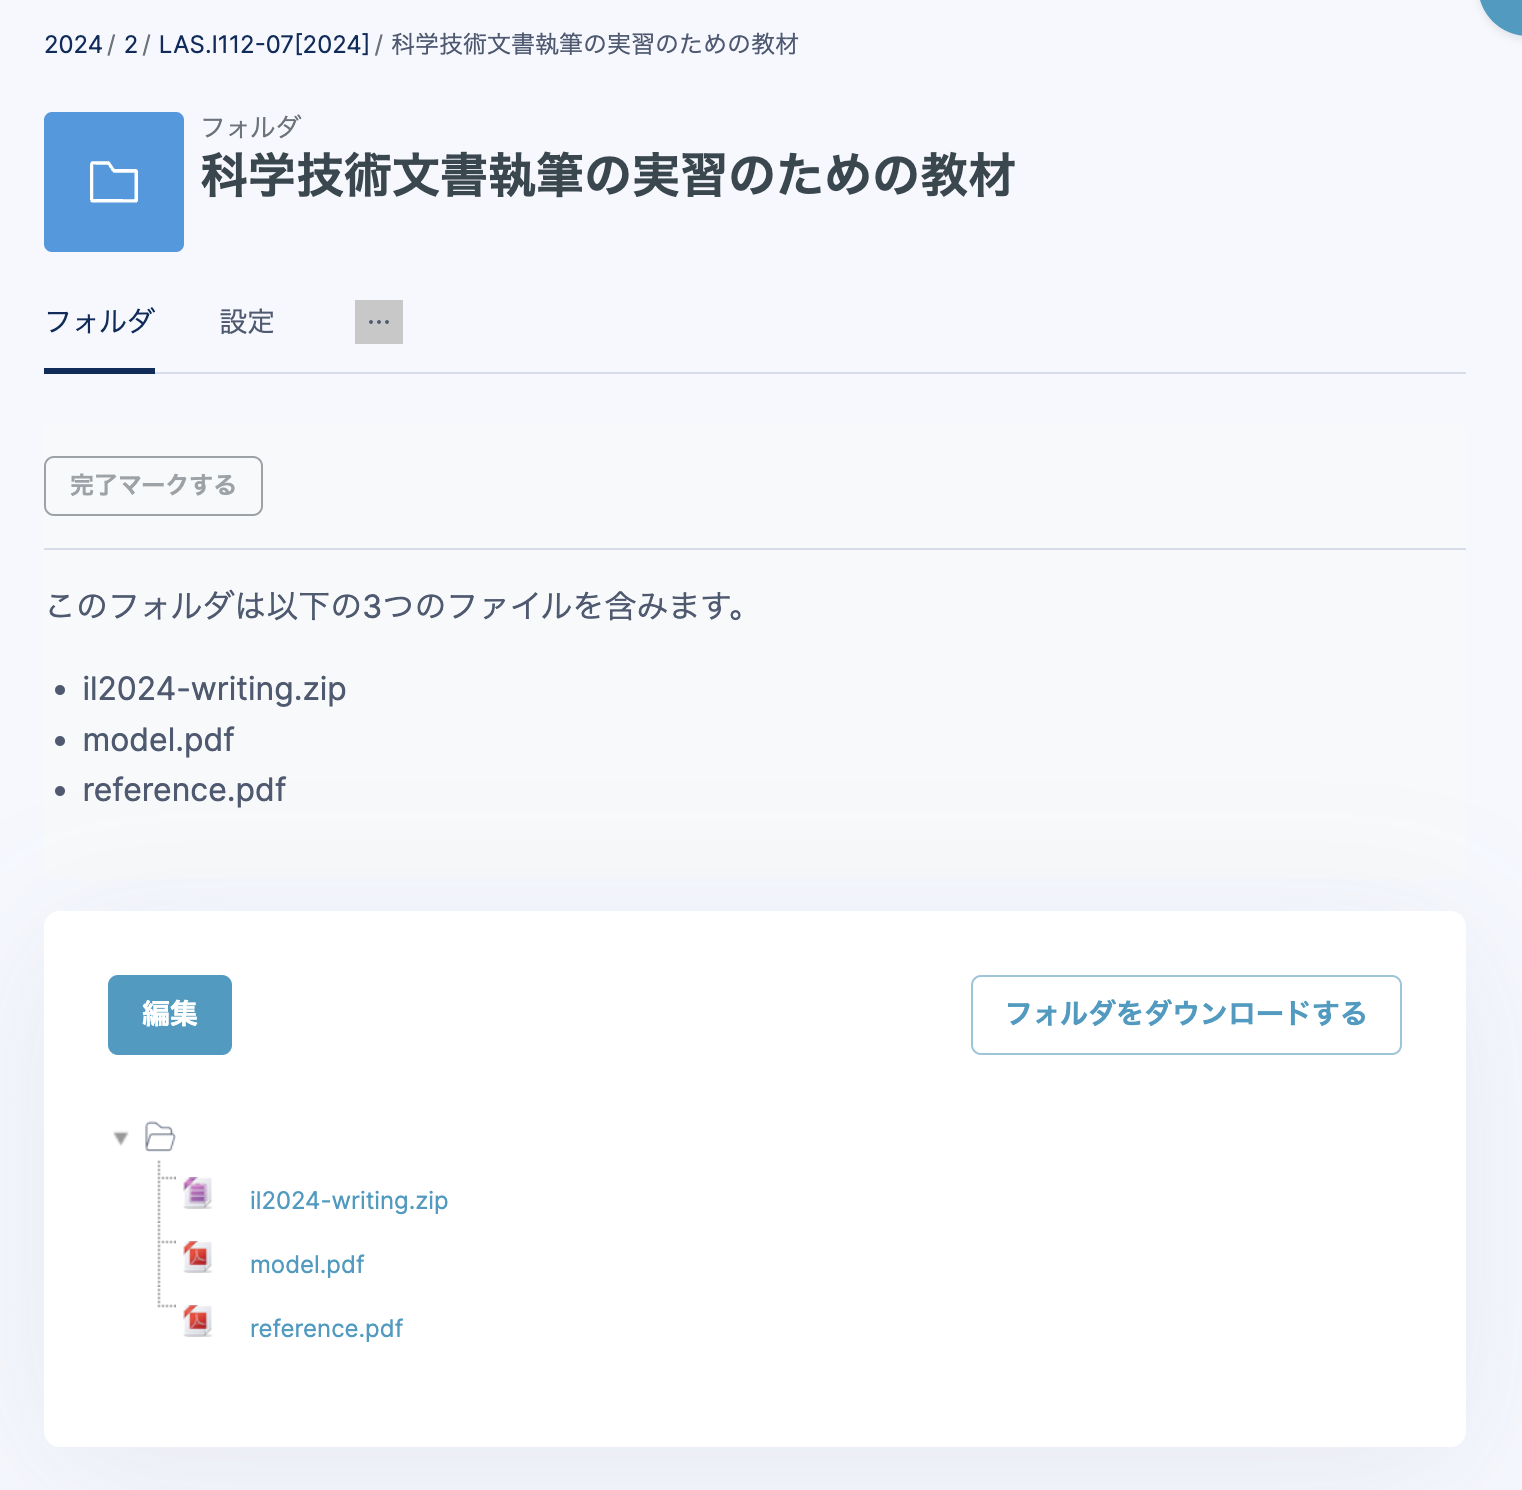 2024 / 2 / LAS.I112-07[2024] / 科学技術文書執筆の実習のための教材
フォルダ
科学技術文書執筆の実習のための教材
フォルダ 設定 …
完了マークする
このフォルダは以下の3つのファイルを含みます。
• il2024-writing.zip
• model.pdf
• reference.pdf
編集 フォルダをダウンロードする
il2024-writing.zip
model.pdf
reference.pdf